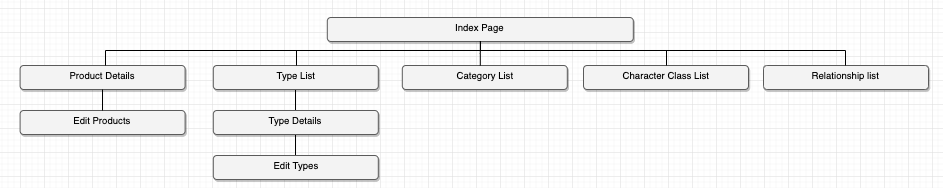 Index Page
Product Details
Type List
Category List
Character Class List
Relationship list
Edit Products
Type Details
Edit Types